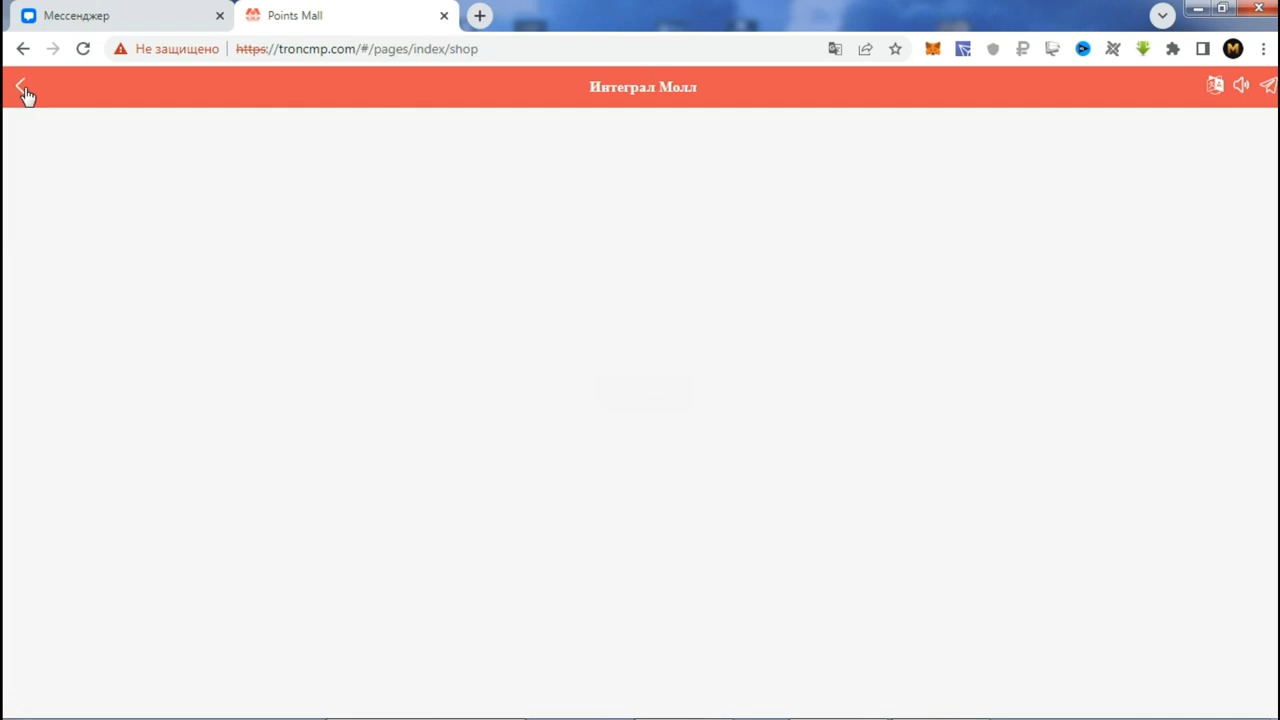 Мессенджер
Points Mall
Не защищено
https://troncmp.com/#/pages/index/shop
M
Интеграл Молл